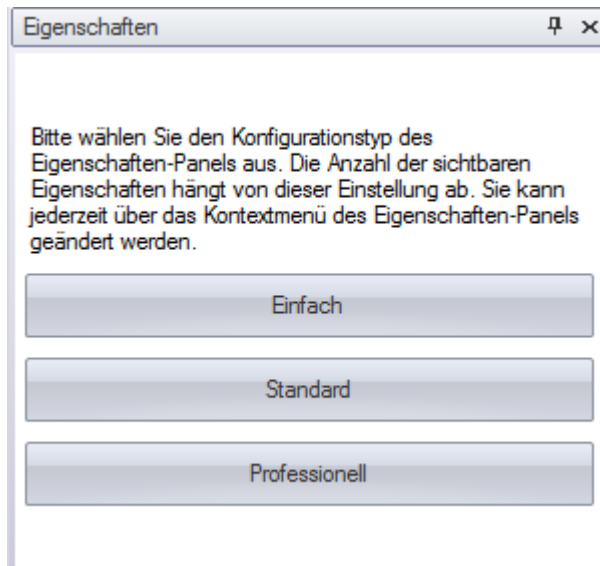 Eigenschaften
Bitte wählen Sie den Konfigurationstyp des
Eigenschaften-Panels aus. Die Anzahl der sichtbaren
Eigenschaften hängt von dieser Einstellung ab. Sie kann
jederzeit über das Kontextmenü des Eigenschaften-Panels
geändert werden.
Einfach
Standard
Professionell